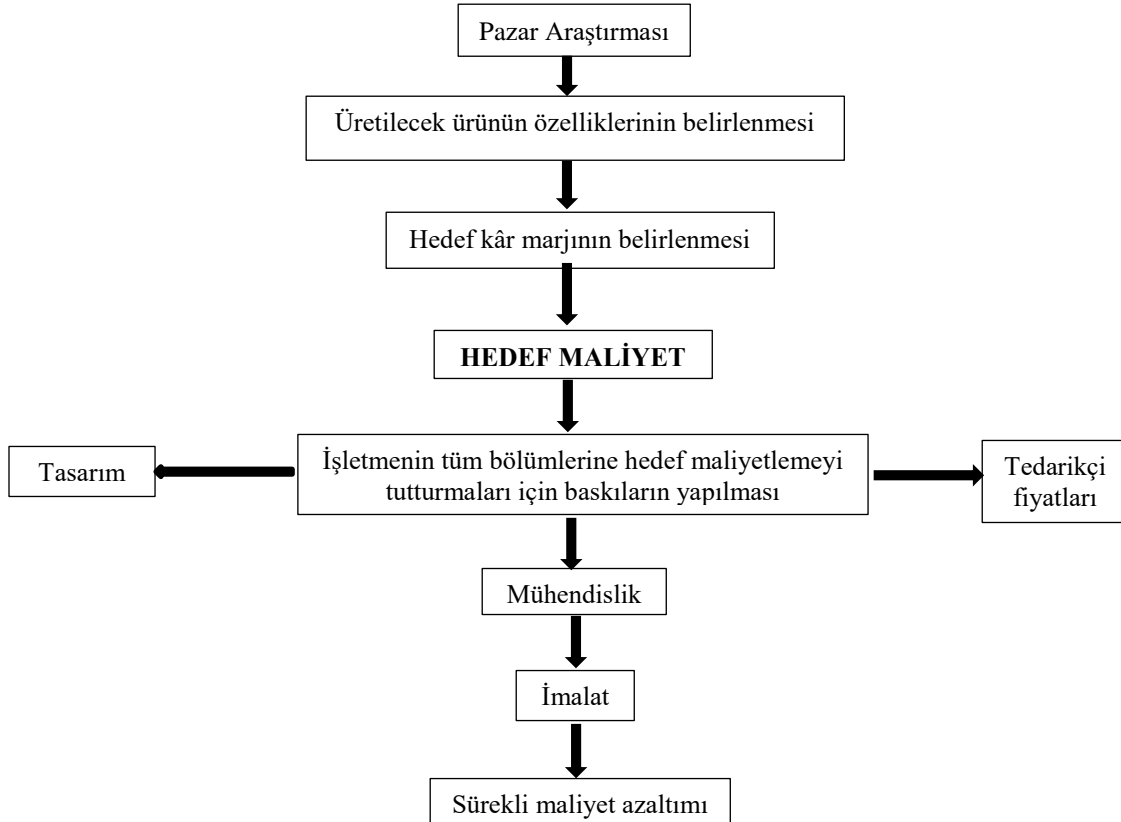 Pazar Araştırması
Üretilecek ürünün özelliklerinin belirlenmesi
Hedef kâr marjının belirlenmesi
HEDEF MALİYET
Tasarım
İşletmenin tüm bölümlerine hedef maliyetlemeyi
tutturmaları için baskıların yapılması
Tedarikçi
fiyatları
Mühendislik
İmalat
Sürekli maliyet azaltımı